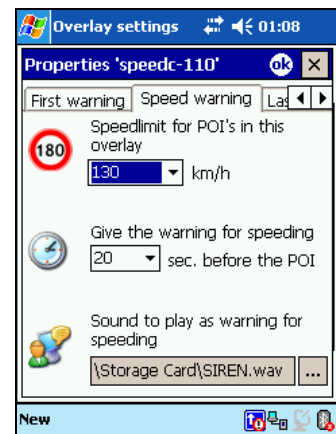 Overlay settings 01:08
Properties 'speedc-110' ok
First warning Speed warning Las
Speedlimit for POI's in this
overlay
180
130 km/h
Give the warning for speeding
20 sec. before the POI
Sound to play as warning for
speeding
\Storage Card\SIREN.wav ...
New